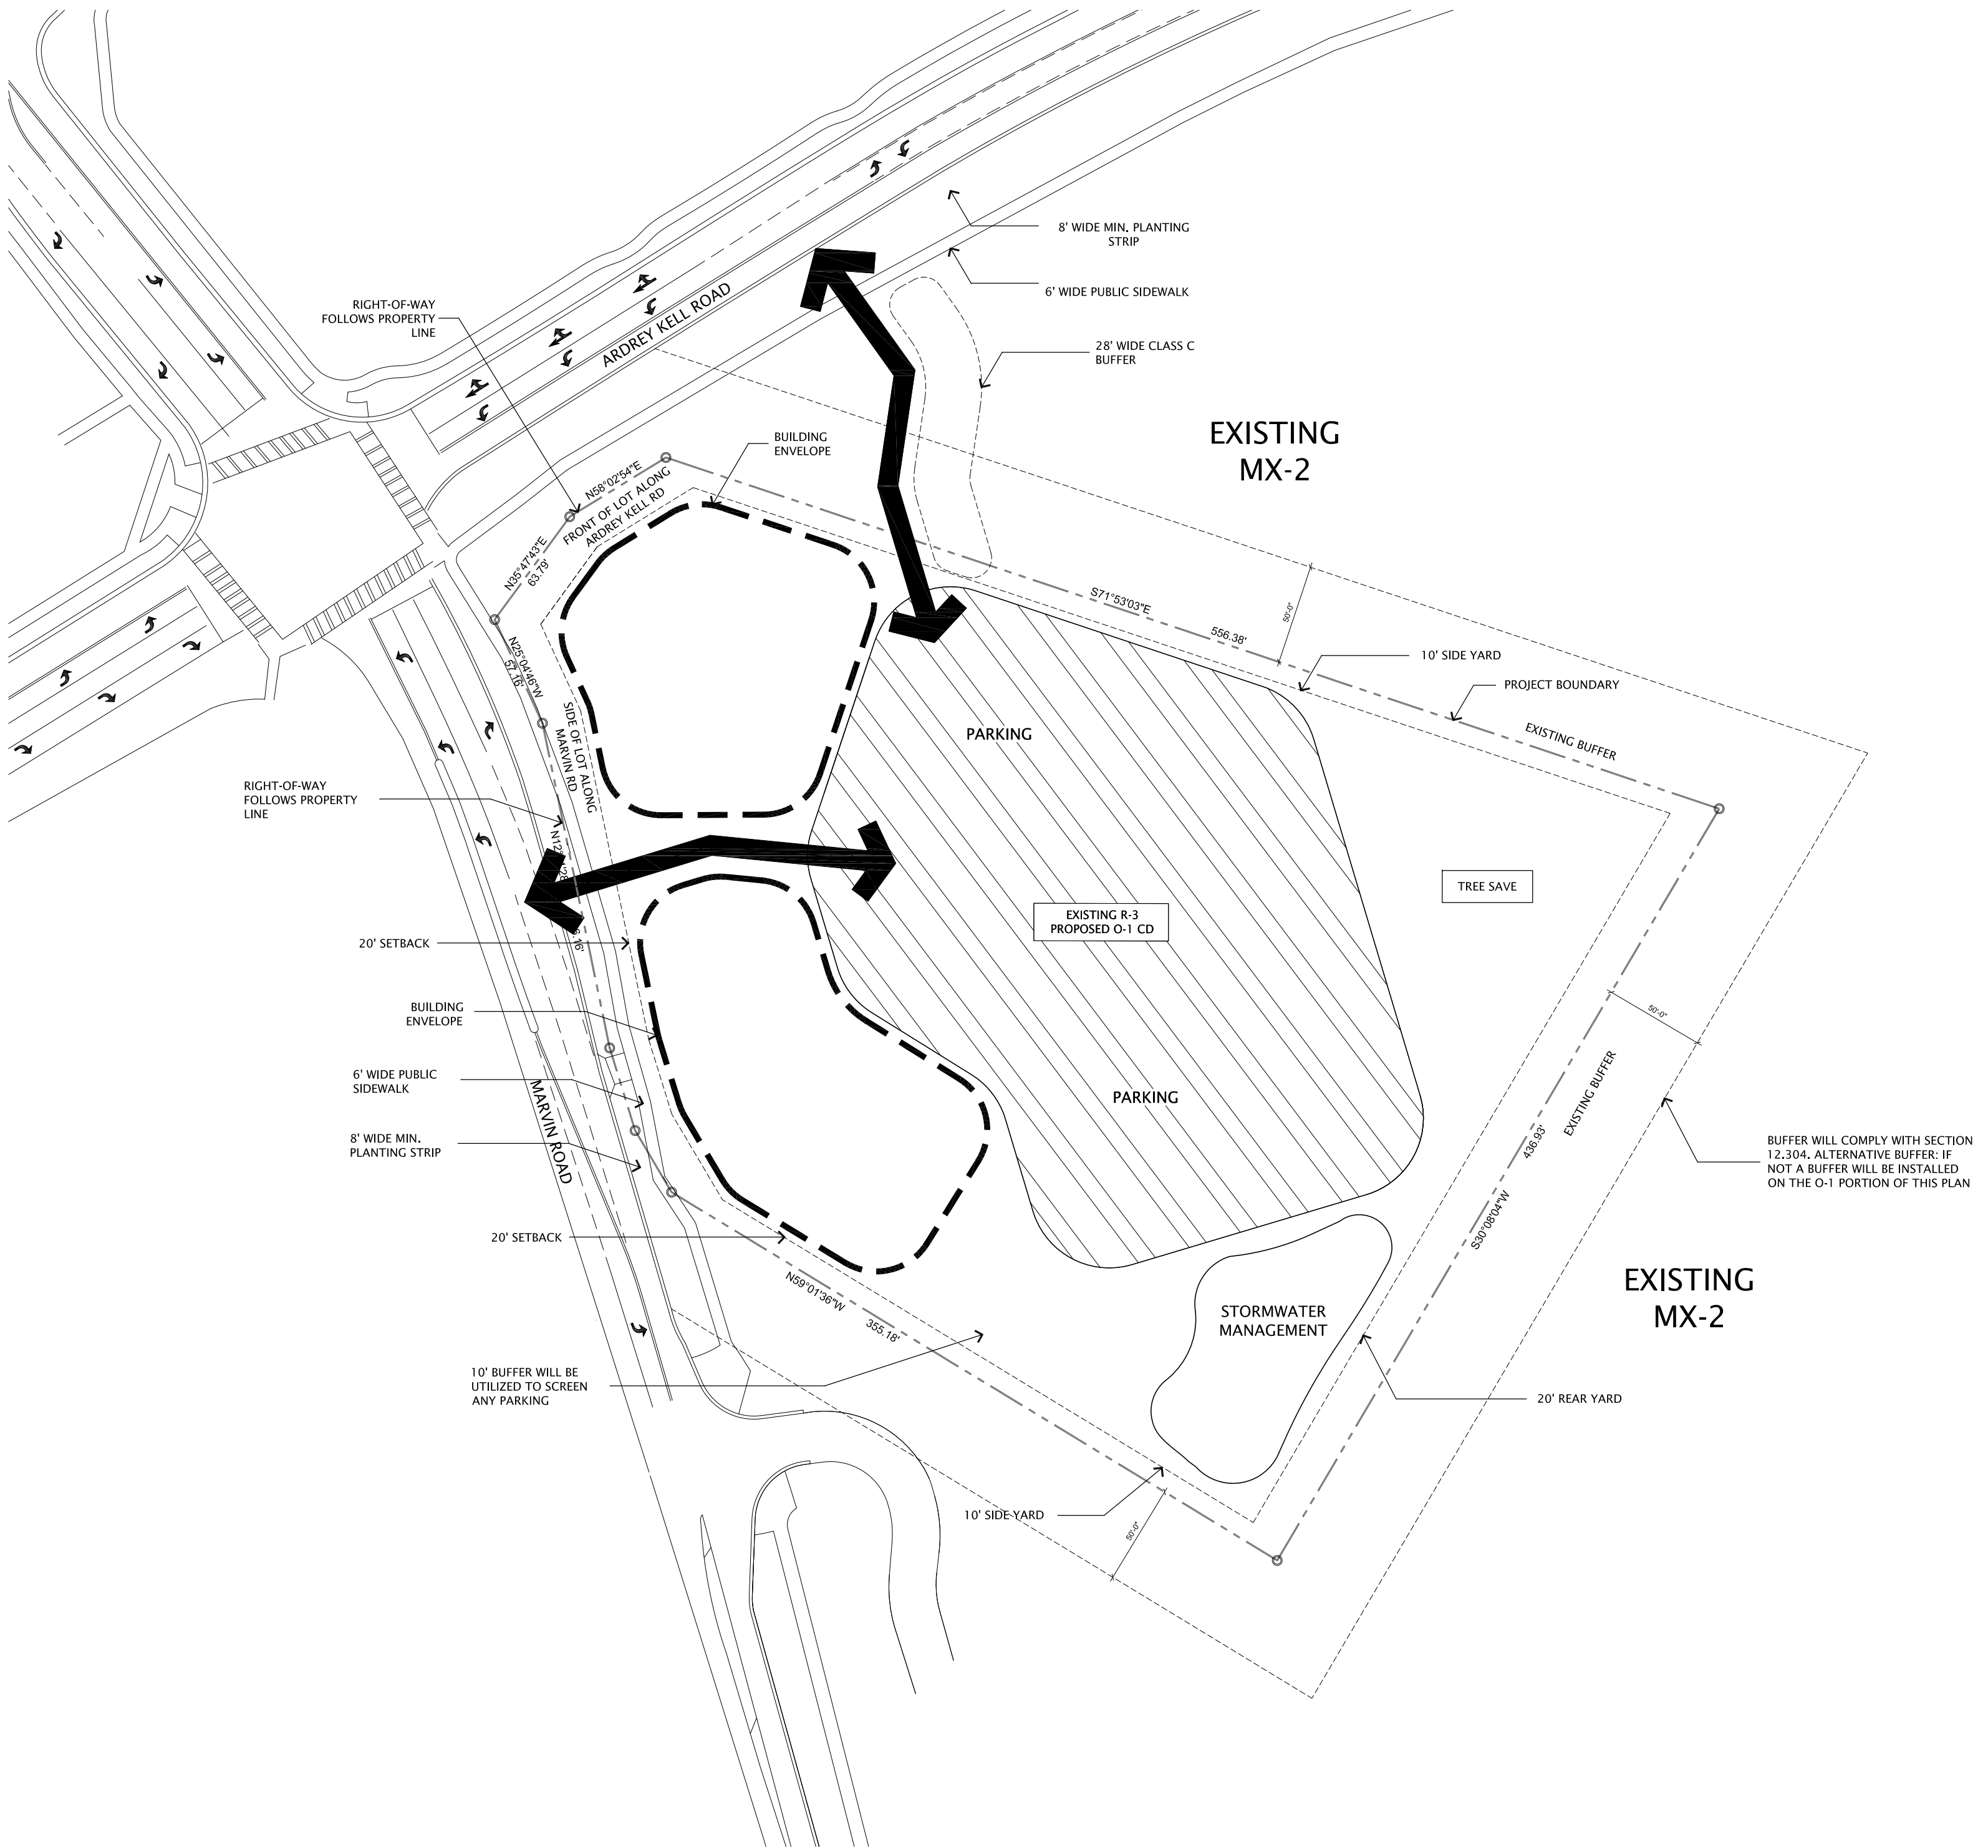 8' WIDE MIN. PLANTING
STRIP
6' WIDE PUBLIC SIDEWALK
RIGHT-OF-WAY
FOLLOWS PROPERTY
LINE
ARDREY KELL ROAD
28' WIDE CLASS C
BUFFER
BUILDING
ENVELOPE
EXISTING
MX-2
N58°02'54"E
FRONT OF LOT ALONG
ARDREY KELL RD
N35°47'43"E
63.79'
N25°04'46"W
57.16'
S71°53'03"E
556.38'
50'-0"
10' SIDE YARD
PROJECT BOUNDARY
EXISTING BUFFER
SIDE OF LOT ALONG
MARVIN RD
PARKING
RIGHT-OF-WAY
FOLLOWS PROPERTY
LINE
TREE SAVE
EXISTING R-3
PROPOSED O-1 CD
20' SETBACK
BUILDING
ENVELOPE
50'-0"
6' WIDE PUBLIC
SIDEWALK
MARVIN ROAD
PARKING
EXISTING BUFFER
436.93'
S30°08'04"W
8' WIDE MIN.
PLANTING STRIP
BUFFER WILL COMPLY WITH SECTION
12.304. ALTERNATIVE BUFFER: IF
NOT A BUFFER WILL BE INSTALLED
ON THE O-1 PORTION OF THIS PLAN
20' SETBACK
N59°01'36"W
355.18'
EXISTING
MX-2
STORMWATER
MANAGEMENT
10' BUFFER WILL BE
UTILIZED TO SCREEN
ANY PARKING
20' REAR YARD
10' SIDE YARD
50'-0"